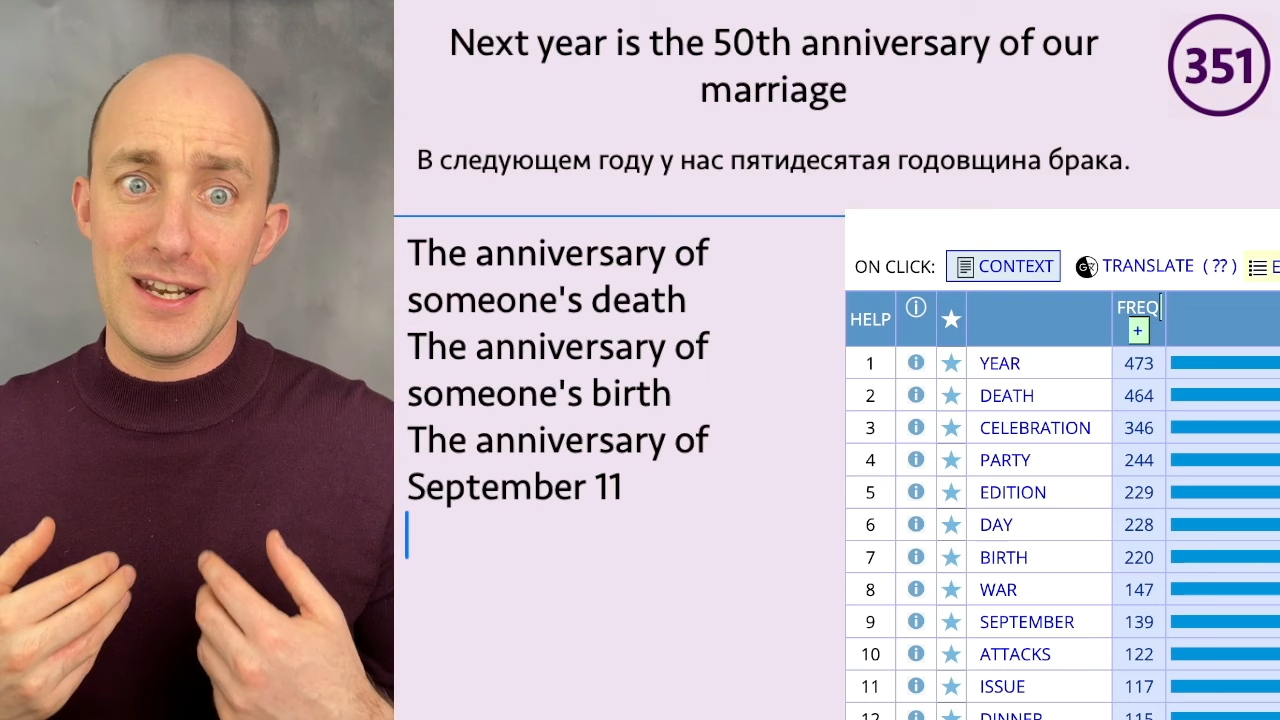 Next year is the 50th anniversary of our
marriage
351
В следующем году у нас пятидесятая годовщина брака.
The anniversary of
someone's death
The anniversary of
someone's birth
The anniversary of
September 11
ON CLICK: CONTEXT TRANSLATE ( ?? ) E
HELP FREQ
+
1 YEAR 473
2 DEATH 464
3 CELEBRATION 346
4 PARTY 244
5 EDITION 229
6 DAY 228
7 BIRTH 220
8 WAR 147
9 SEPTEMBER 139
10 ATTACKS 122
11 ISSUE 117
12 DINNER 115